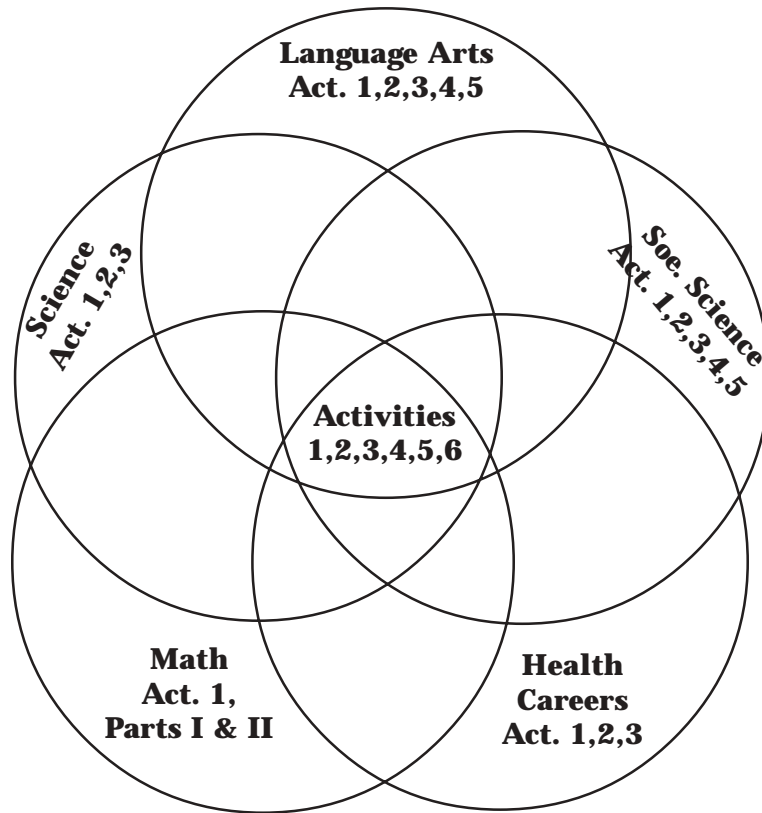 Language Arts
Act. 1,2,3,4,5
Science
Act. 1,2,3
Soe. Science
Act. 1,2,3,4,5
Activities
1,2,3,4,5,6
Math
Act. 1,
Parts I & II
Health
Careers
Act. 1,2,3